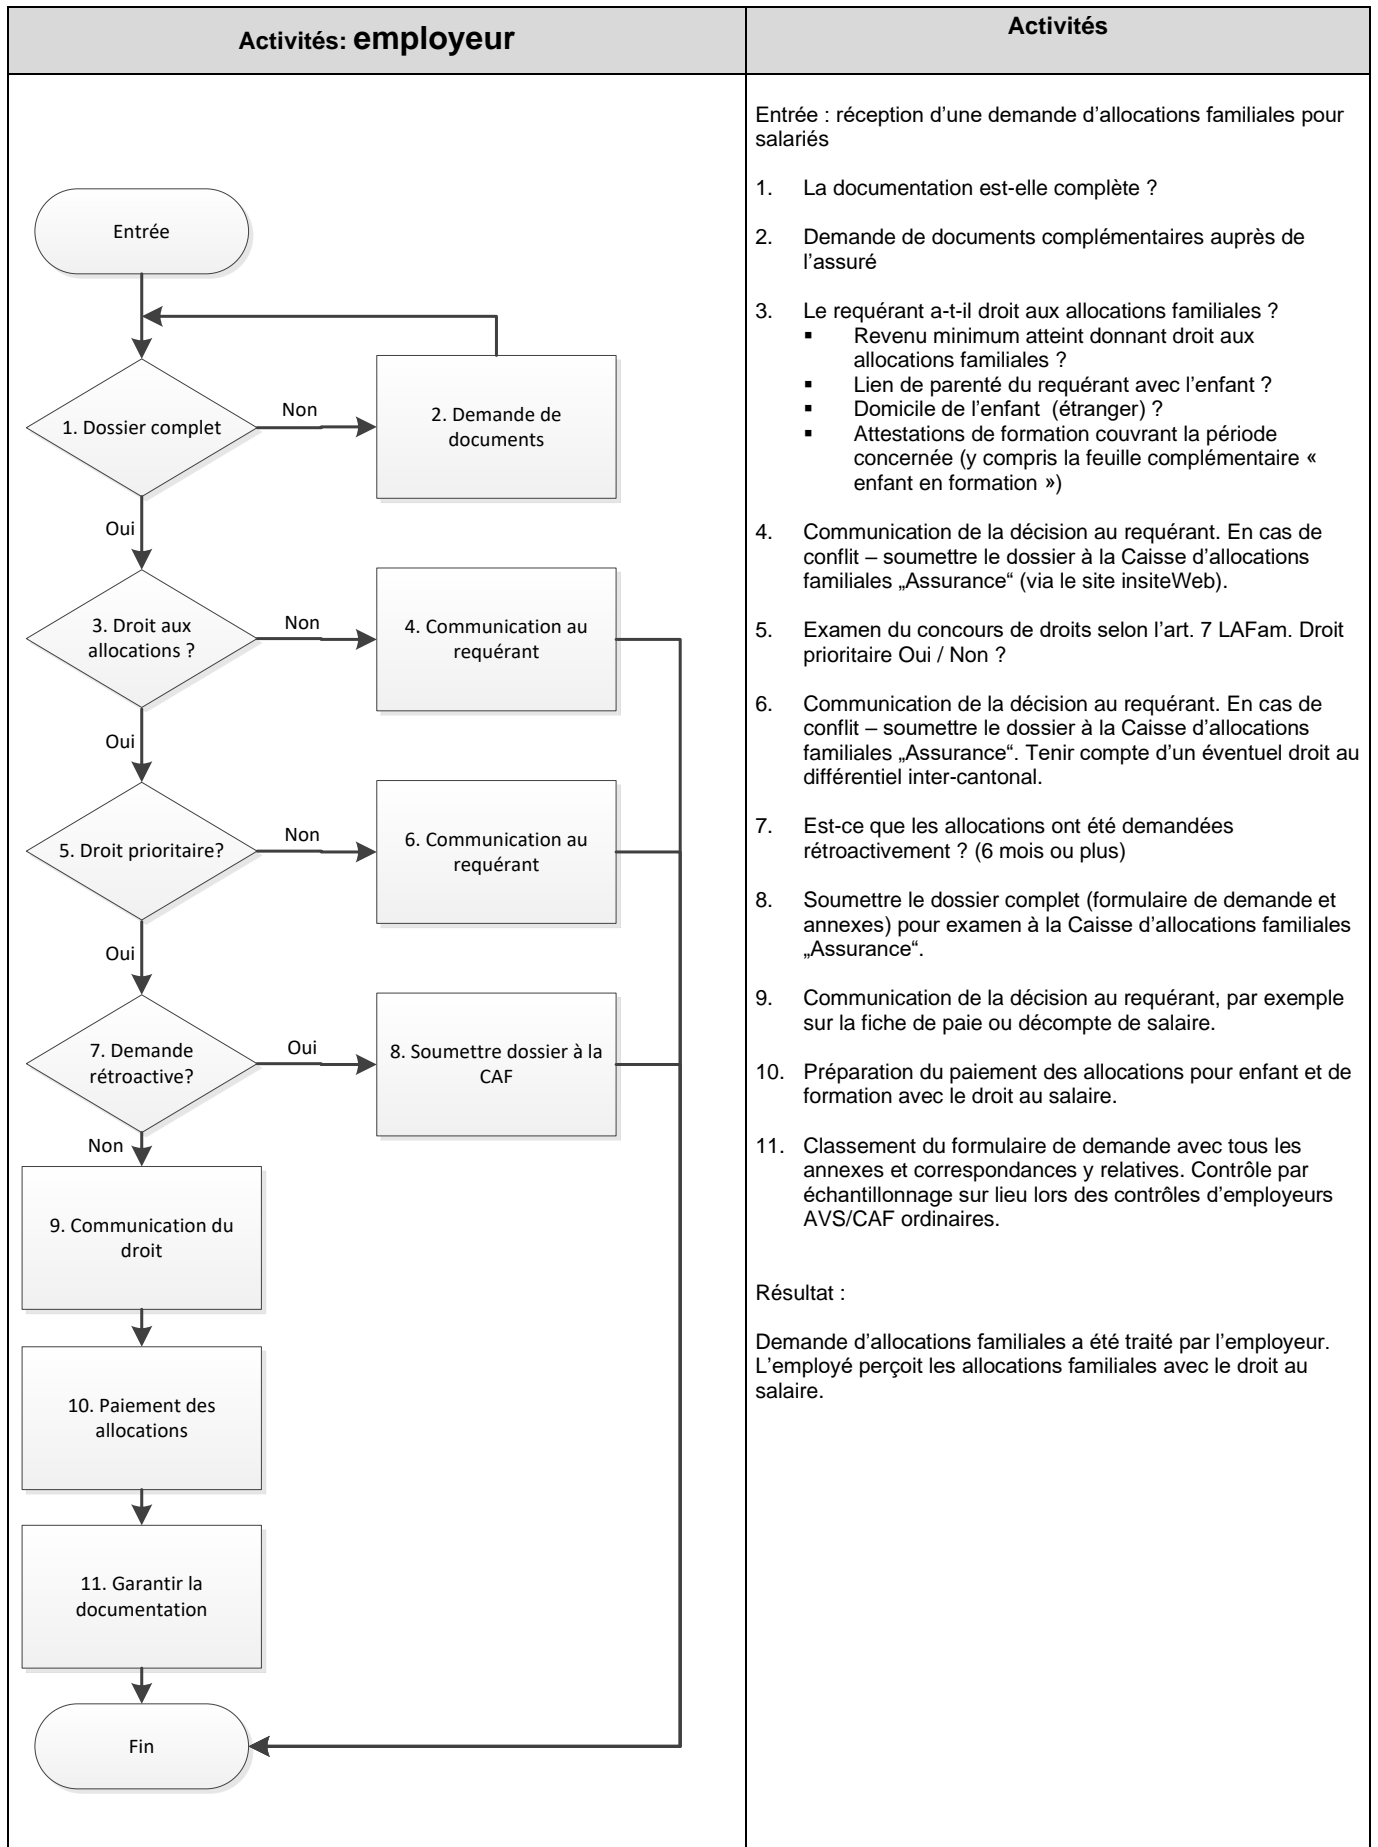 Activités: employeur
Activités
Entrée
1. Dossier complet
Non
2. Demande de
documents
Oui
3. Droit aux
allocations ?
Non
4. Communication au
requérant
Oui
5. Droit prioritaire?
Non
6. Communication au
requérant
Oui
7. Demande
rétroactive?
Oui
8. Soumettre dossier à la
CAF
Non
9. Communication du
droit
10. Paiement des
allocations
11. Garantir la
documentation
Fin
Entrée : réception d’une demande d’allocations familiales pour
salariés
1. La documentation est-elle complète ?
2. Demande de documents complémentaires auprès de
l’assuré
3. Le requérant a-t-il droit aux allocations familiales ?
▪ Revenu minimum atteint donnant droit aux
allocations familiales ?
▪ Lien de parenté du requérant avec l’enfant ?
▪ Domicile de l’enfant (étranger) ?
▪ Attestations de formation couvrant la période
concernée (y compris la feuille complémentaire «
enfant en formation »)
4. Communication de la décision au requérant. En cas de
conflit – soumettre le dossier à la Caisse d’allocations
familiales „Assurance“ (via le site insiteWeb).
5. Examen du concours de droits selon l’art. 7 LAFam. Droit
prioritaire Oui / Non ?
6. Communication de la décision au requérant. En cas de
conflit – soumettre le dossier à la Caisse d’allocations
familiales „Assurance“. Tenir compte d’un éventuel droit au
différentiel inter-cantonal.
7. Est-ce que les allocations ont été demandées
rétroactivement ? (6 mois ou plus)
8. Soumettre le dossier complet (formulaire de demande et
annexes) pour examen à la Caisse d’allocations familiales
„Assurance“.
9. Communication de la décision au requérant, par exemple
sur la fiche de paie ou décompte de salaire.
10. Préparation du paiement des allocations pour enfant et de
formation avec le droit au salaire.
11. Classement du formulaire de demande avec tous les
annexes et correspondances y relatives. Contrôle par
échantillonnage sur lieu lors des contrôles d’employeurs
AVS/CAF ordinaires.
Résultat :
Demande d’allocations familiales a été traité par l’employeur.
L’employé perçoit les allocations familiales avec le droit au
salaire.